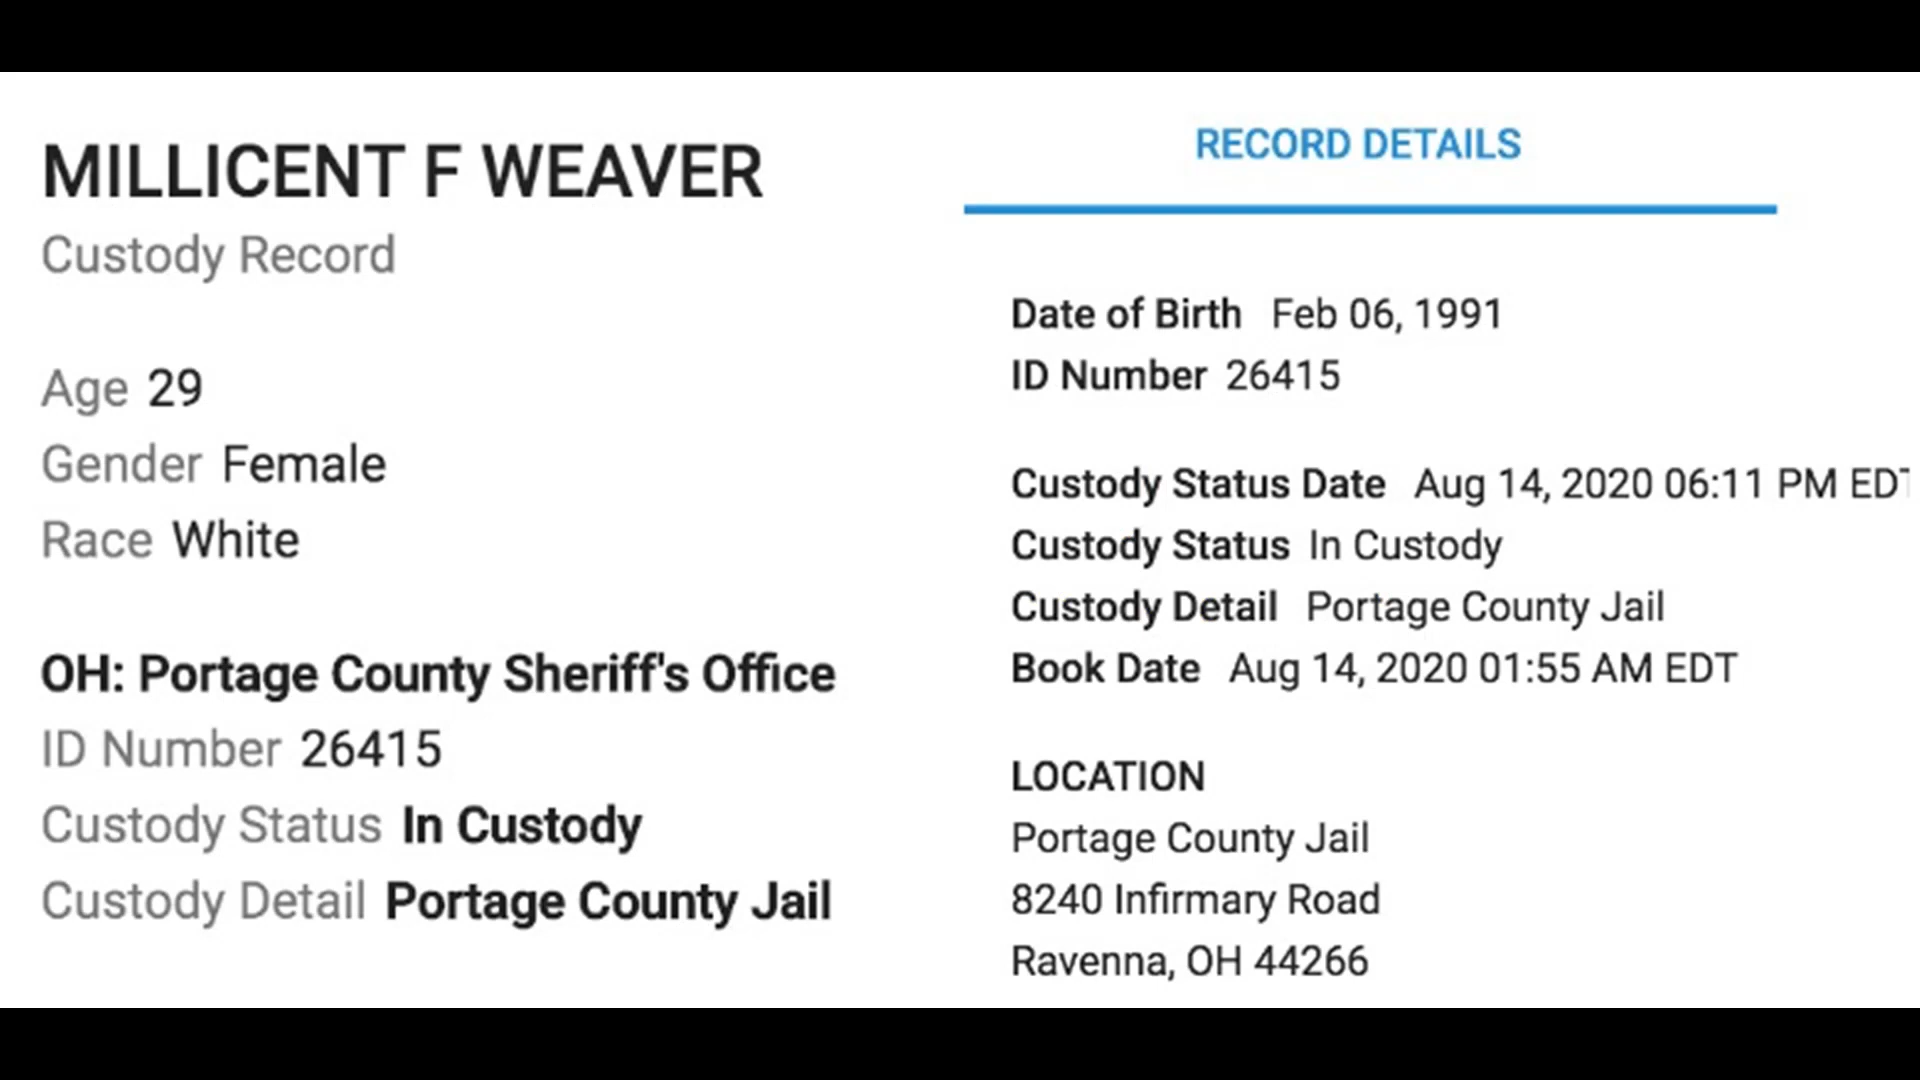 MILLICENT F WEAVER
Custody Record
Age 29
Gender Female
Race White
OH: Portage County Sheriff's Office
ID Number 26415
Custody Status In Custody
Custody Detail Portage County Jail
RECORD DETAILS
Date of Birth Feb 06, 1991
ID Number 26415
Custody Status Date Aug 14, 2020 06:11 PM EDT
Custody Status In Custody
Custody Detail Portage County Jail
Book Date Aug 14, 2020 01:55 AM EDT
LOCATION
Portage County Jail
8240 Infirmary Road
Ravenna, OH 44266